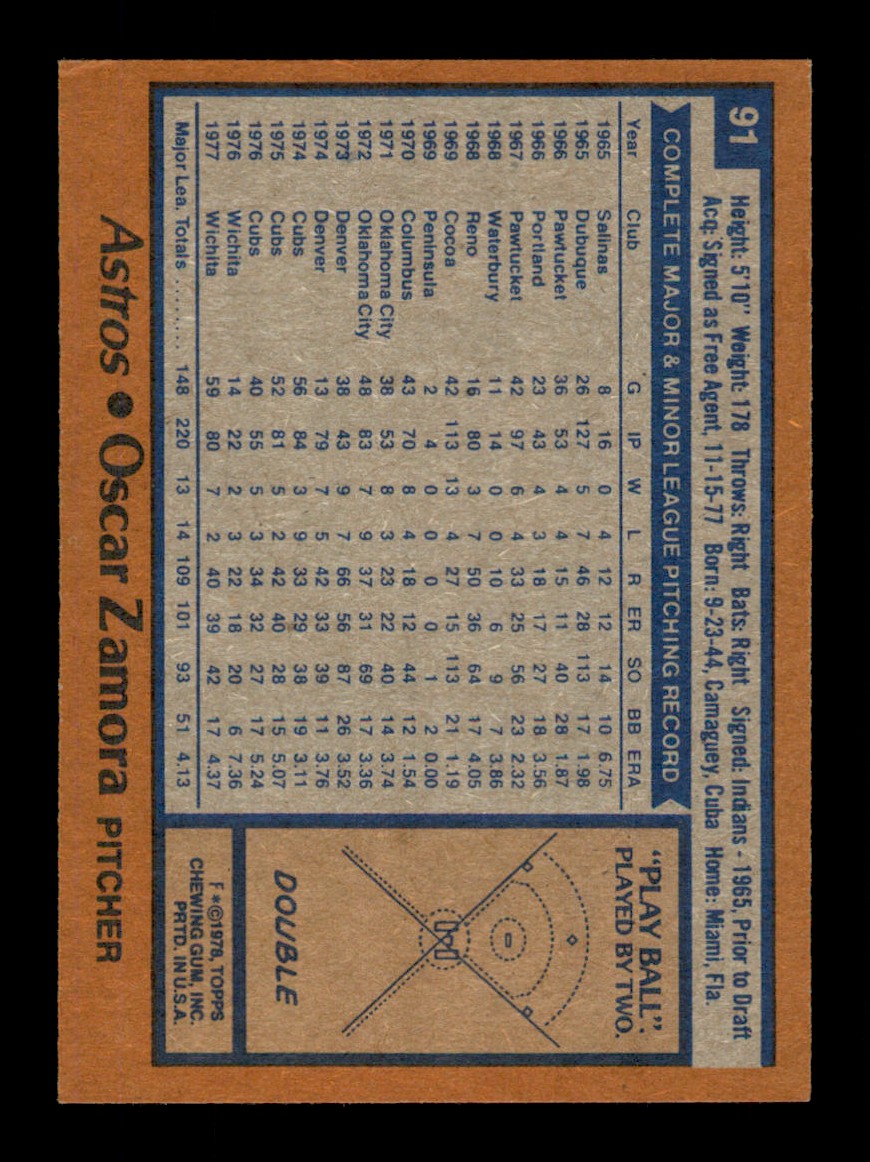 91
Height: 5'10" Weight: 178 Throws: Right Bats: Right Signed: Indians - 1965, Prior to Draft
Acq: Signed as Free Agent, 11-15-77 Born: 9-23-44, Camaguey, Cuba Home: Miami, Fla.
COMPLETE MAJOR & MINOR LEAGUE PITCHING RECORD
Year Club G IP W L R ER SO BB ERA
1965 Salinas 8 16 0 4 12 12 14 10 6.75
1965 Dubuque 26 127 5 7 46 28 113 17 1.98
1966 Pawtucket 36 53 4 4 15 11 40 28 1.87
1966 Portland 23 43 4 3 18 17 27 18 3.56
1967 Pawtucket 42 97 6 4 33 25 56 23 2.32
1968 Waterbury 11 14 0 0 10 6 9 7 3.86
1968 Reno 16 80 3 7 50 36 64 17 4.05
1969 Cocoa 42 113 13 4 27 15 113 21 1.19
1969 Peninsula 2 4 0 0 0 0 1 2 0.00
1970 Columbus 43 70 8 4 18 12 44 12 1.54
1971 Oklahoma City 38 53 8 3 23 22 40 14 3.74
1972 Oklahoma City 48 83 7 9 37 31 69 17 3.36
1973 Denver 38 43 9 7 66 56 87 26 3.52
1974 Denver 13 79 7 5 42 33 39 11 3.76
1974 Cubs 56 84 3 9 33 29 38 19 3.11
1975 Cubs 52 81 5 2 42 40 28 15 5.07
1976 Cubs 40 55 5 3 34 32 27 17 5.24
1976 Wichita 14 22 2 3 22 18 20 6 7.36
1977 Wichita 59 80 7 2 40 39 42 17 4.37
Major Lea. Totals ........ 148 220 13 14 109 101 93 51 4.13
"PLAY BALL":
PLAYED BY TWO.
DOUBLE
F*©1978, TOPPS
CHEWING GUM, INC.
PRTD. IN U.S.A.
Astros • Oscar Zamora PITCHER